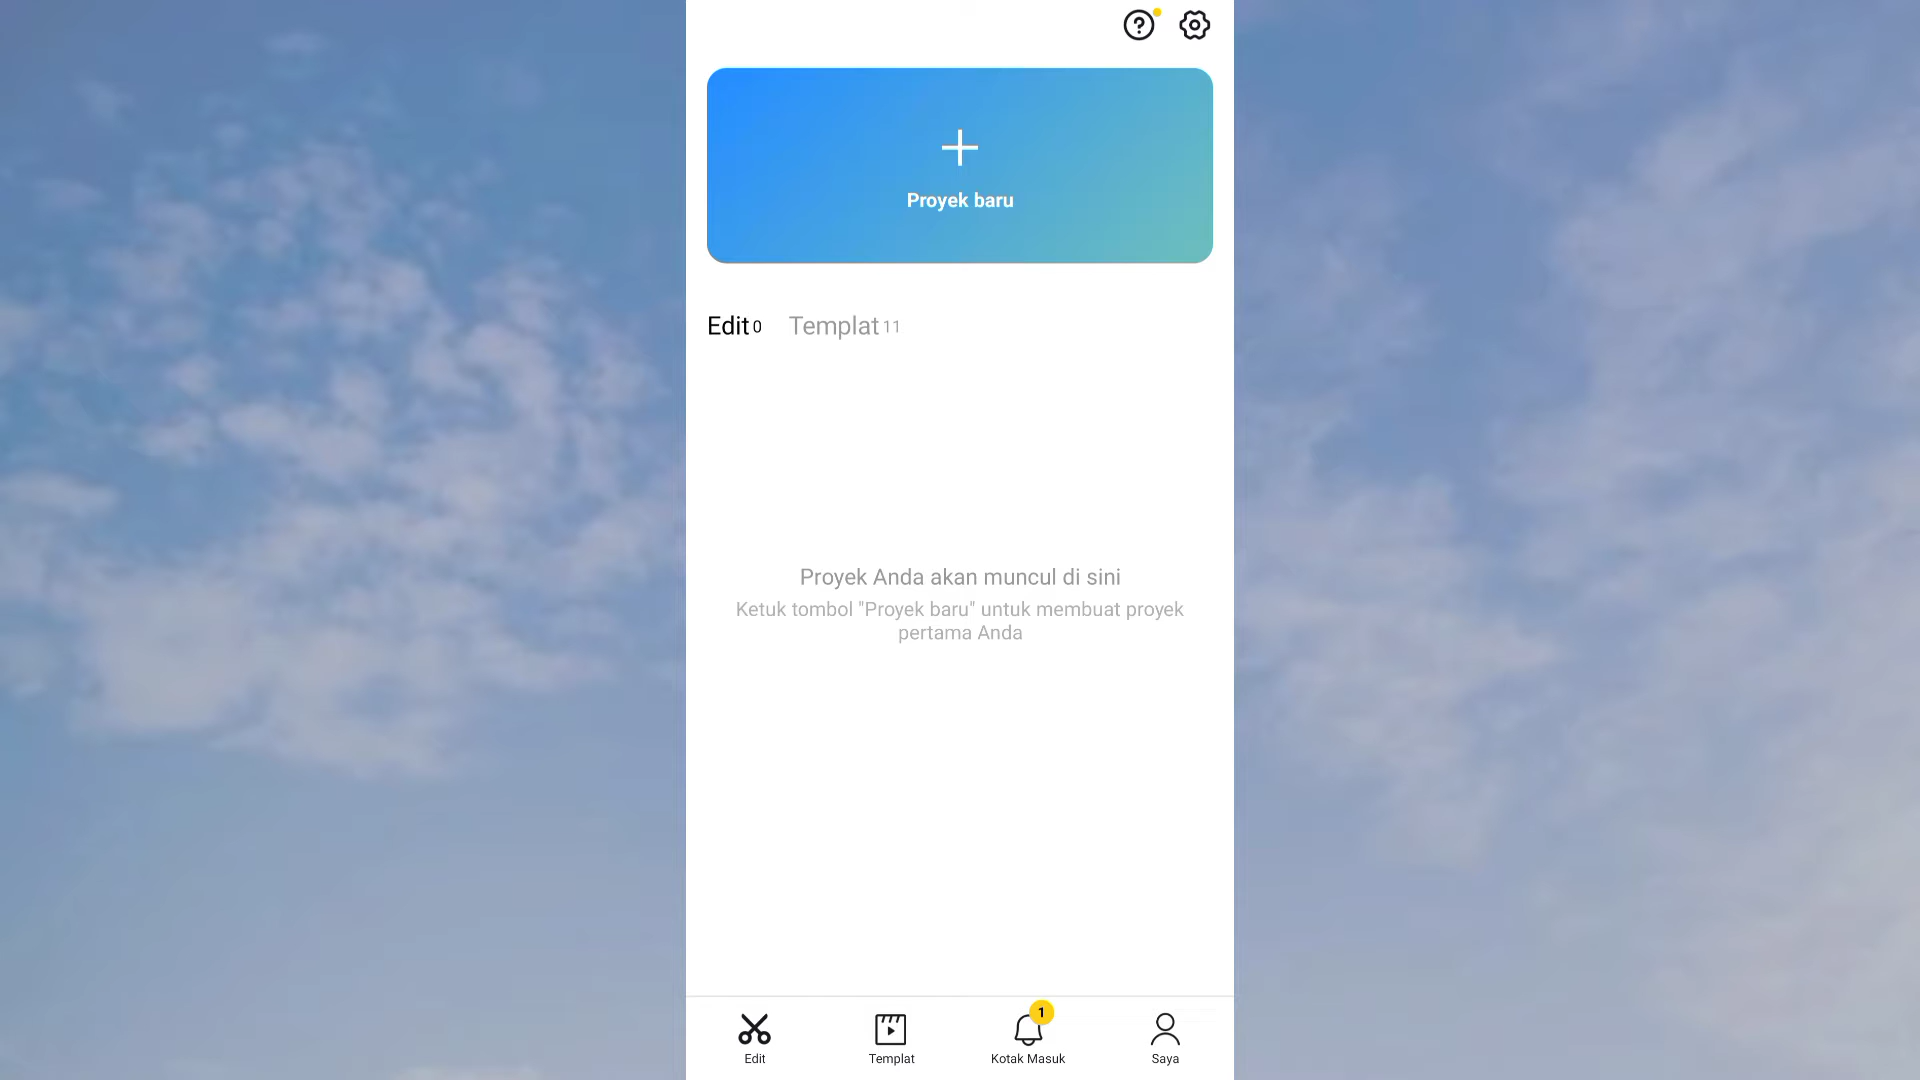 Proyek baru
Edit 0 Templat 11
Proyek Anda akan muncul di sini
Ketuk tombol "Proyek baru" untuk membuat proyek
pertama Anda
1
Edit Templat Kotak Masuk Saya